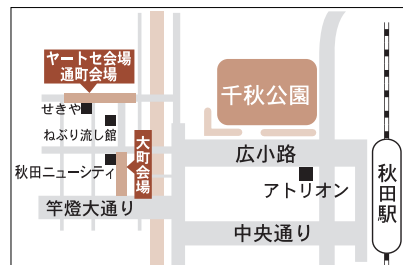 ヤートセ会場
通町会場
せきや
ねぶり流し館
大町会場
秋田ニューシティ
竿燈大通り
千秋公園
広小路
アトリオン
中央通り
秋田駅